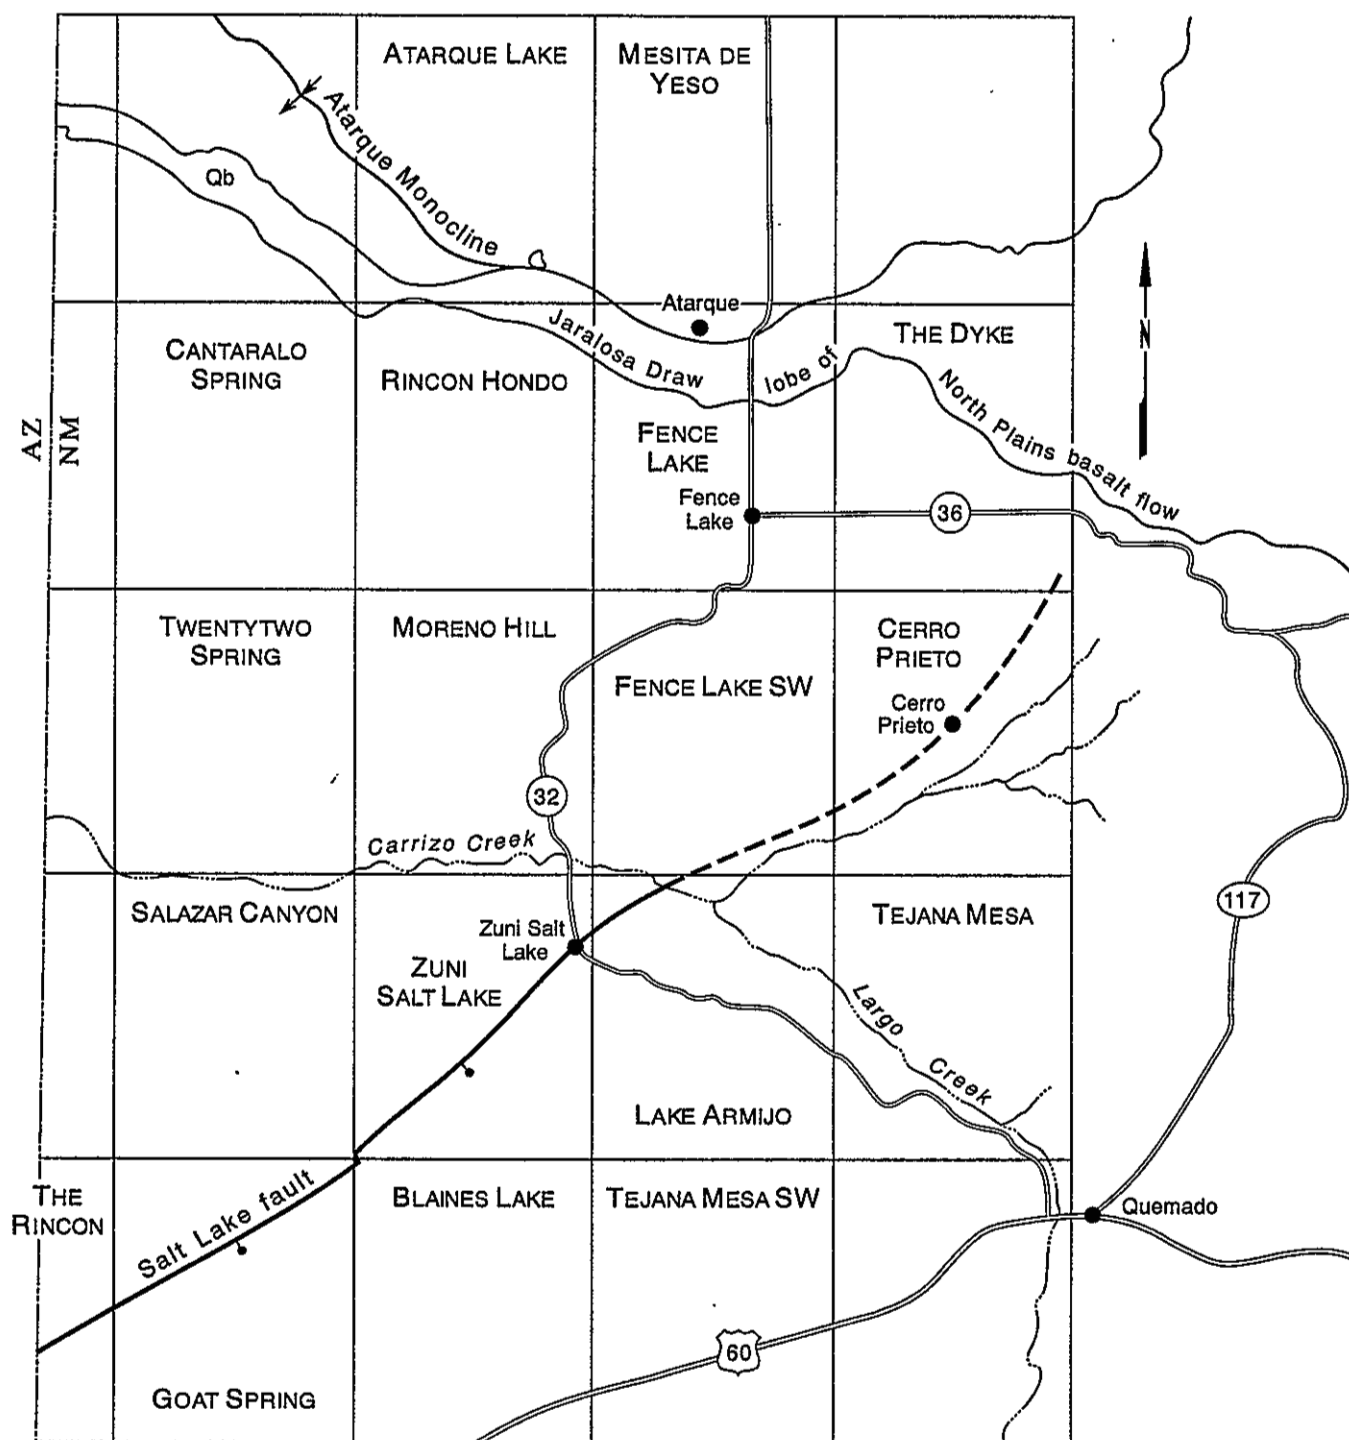 ATARQUE LAKE
MESITA DE
YESO
Atarque Monocline
Qb
Atarque
Jaralosa Draw lobe of North Plains basalt flow
THE DYKE
N
CANTARALO
SPRING
RINCON HONDO
AZ
NM
FENCE
LAKE
Fence
Lake
36
TWENTYTWO
SPRING
MORENO HILL
CERRO
PRIETO
FENCE LAKE SW
Cerro
Prieto
32
Carrizo Creek
SALAZAR CANYON
TEJANA MESA
117
Zuni Salt
Lake
ZUNI
SALT LAKE
Largo Creek
LAKE ARMIJO
THE
RINCON
Salt Lake fault
BLAINES LAKE
TEJANA MESA SW
Quemado
60
GOAT SPRING